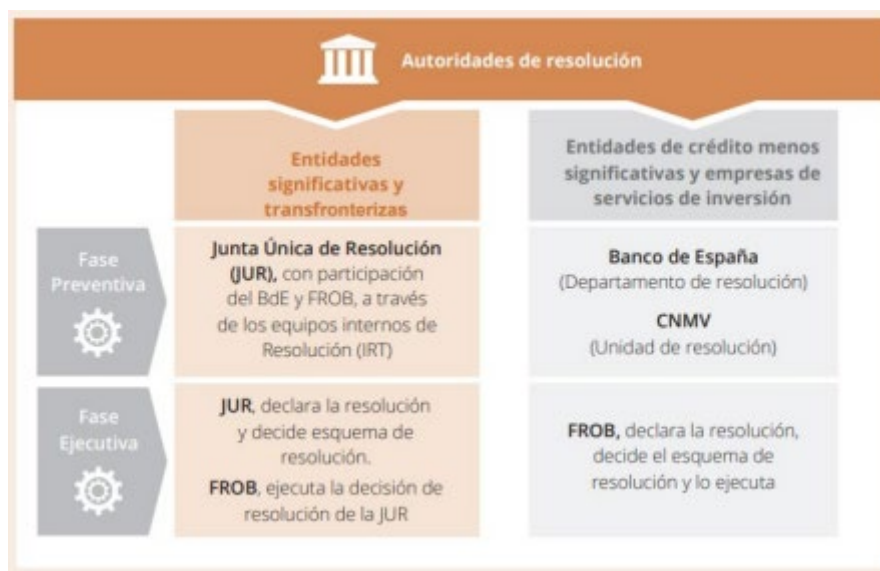 Autoridades de resolución
Entidades
significativas y
transfronterizas
Entidades de crédito menos
significativas y empresas de
servicios de inversión
Fase
Preventiva
Junta Única de Resolución
(JUR), con participación
del BdE y FROB, a través
de los equipos internos de
Resolución (IRT)
Banco de España
(Departamento de resolución)
CNMV
(Unidad de resolución)
Fase
Ejecutiva
JUR, declara la resolución
y decide esquema de
resolución.
FROB, ejecuta la decisión de
resolución de la JUR
FROB, declara la resolución,
decide el esquema de
resolución y lo ejecuta